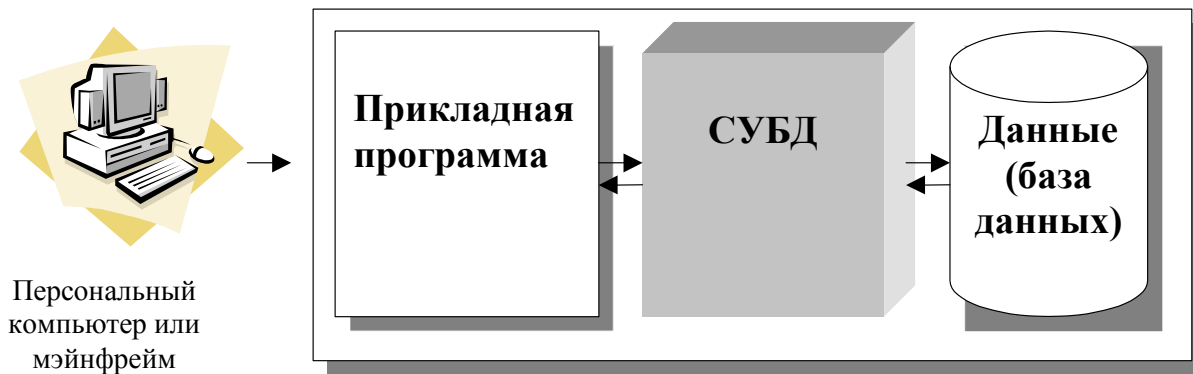 Прикладная
программа
СУБД
Данные
(база
данных)
Персональный
компьютер или
мэйнфрейм